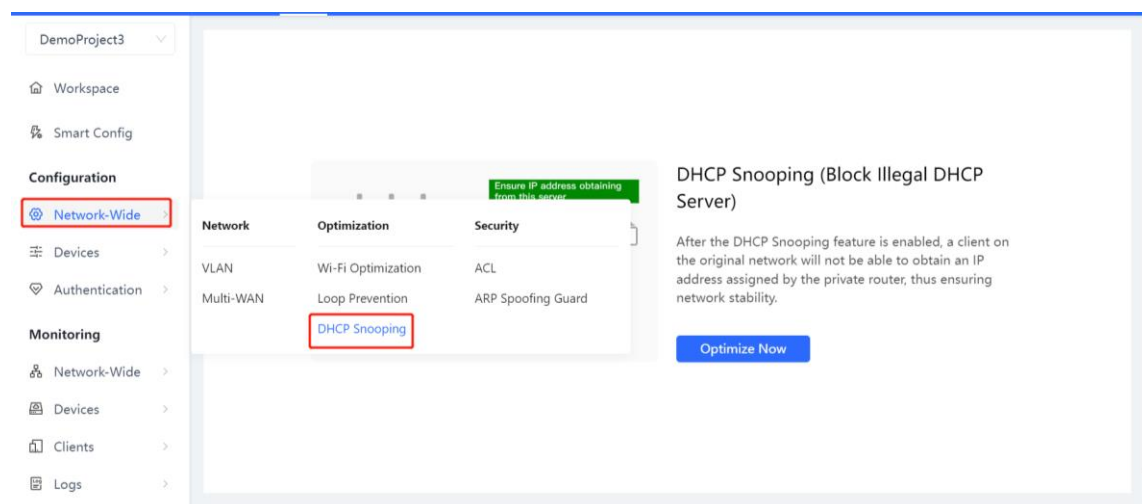 DemoProject3
Workspace
Smart Config
Configuration
Network-Wide
Devices
Authentication
Monitoring
Network-Wide
Devices
Clients
Logs
Ensure IP address obtaining
from this server
Network
VLAN
Multi-WAN
Optimization
Wi-Fi Optimization
Loop Prevention
DHCP Snooping
Security
ACL
ARP Spoofing Guard
DHCP Snooping (Block Illegal DHCP
Server)
After the DHCP Snooping feature is enabled, a client on
the original network will not be able to obtain an IP
address assigned by the private router, thus ensuring
network stability.
Optimize Now